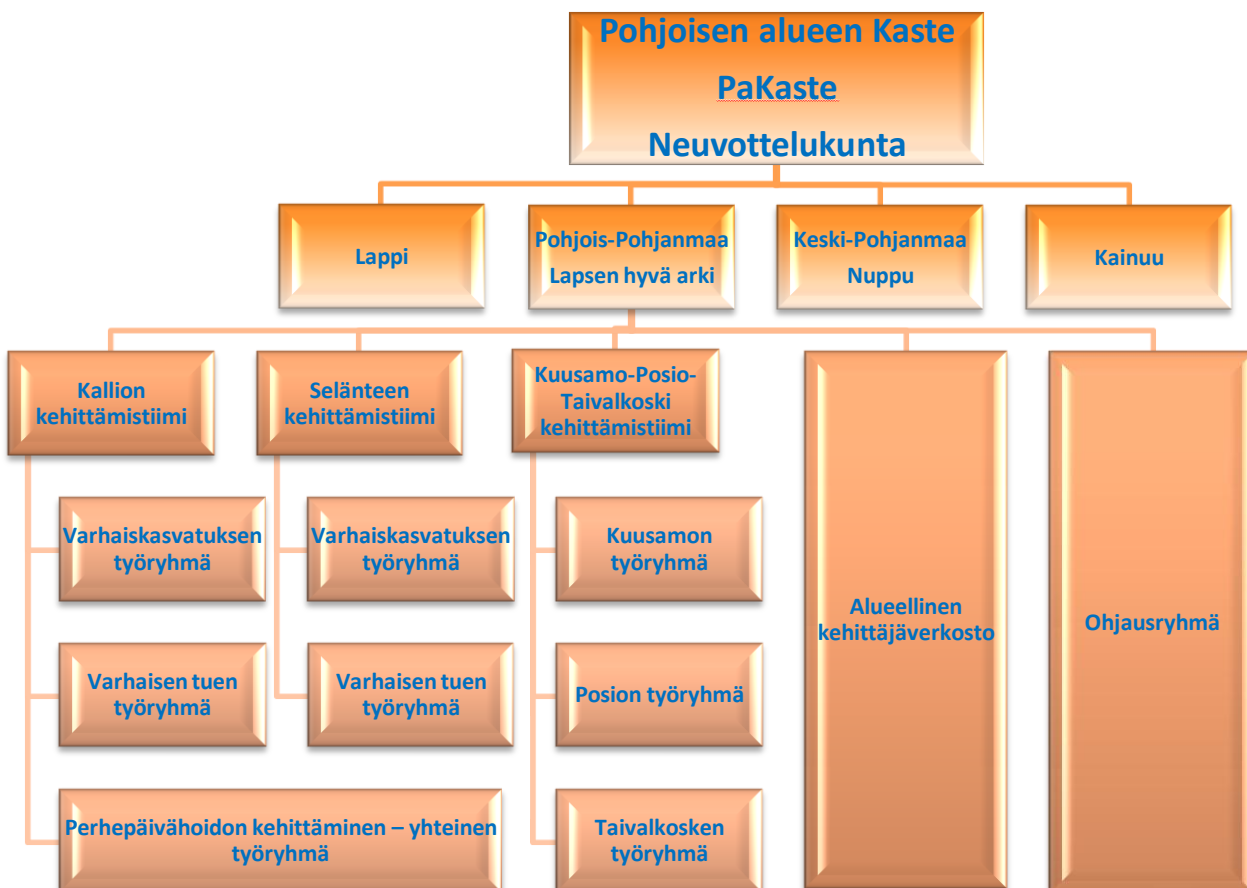 Pohjoisen alueen Kaste
PaKaste
Neuvottelukunta
Lappi
Pohjois-Pohjanmaa
Lapsen hyvä arki
Keski-Pohjanmaa
Nuppu
Kainuu
Kallion
kehittämistiimi
Selänteen
kehittämistiimi
Kuusamo-Posio-
Taivalkoski
kehittämistiimi
Alueellinen
kehittäjäverkosto
Ohjausryhmä
Varhaiskasvatuksen
työryhmä
Varhaiskasvatuksen
työryhmä
Kuusamon
työryhmä
Varhaisen tuen
työryhmä
Varhaisen tuen
työryhmä
Posion työryhmä
Perhepäivähoidon kehittäminen – yhteinen
työryhmä
Taivalkosken
työryhmä